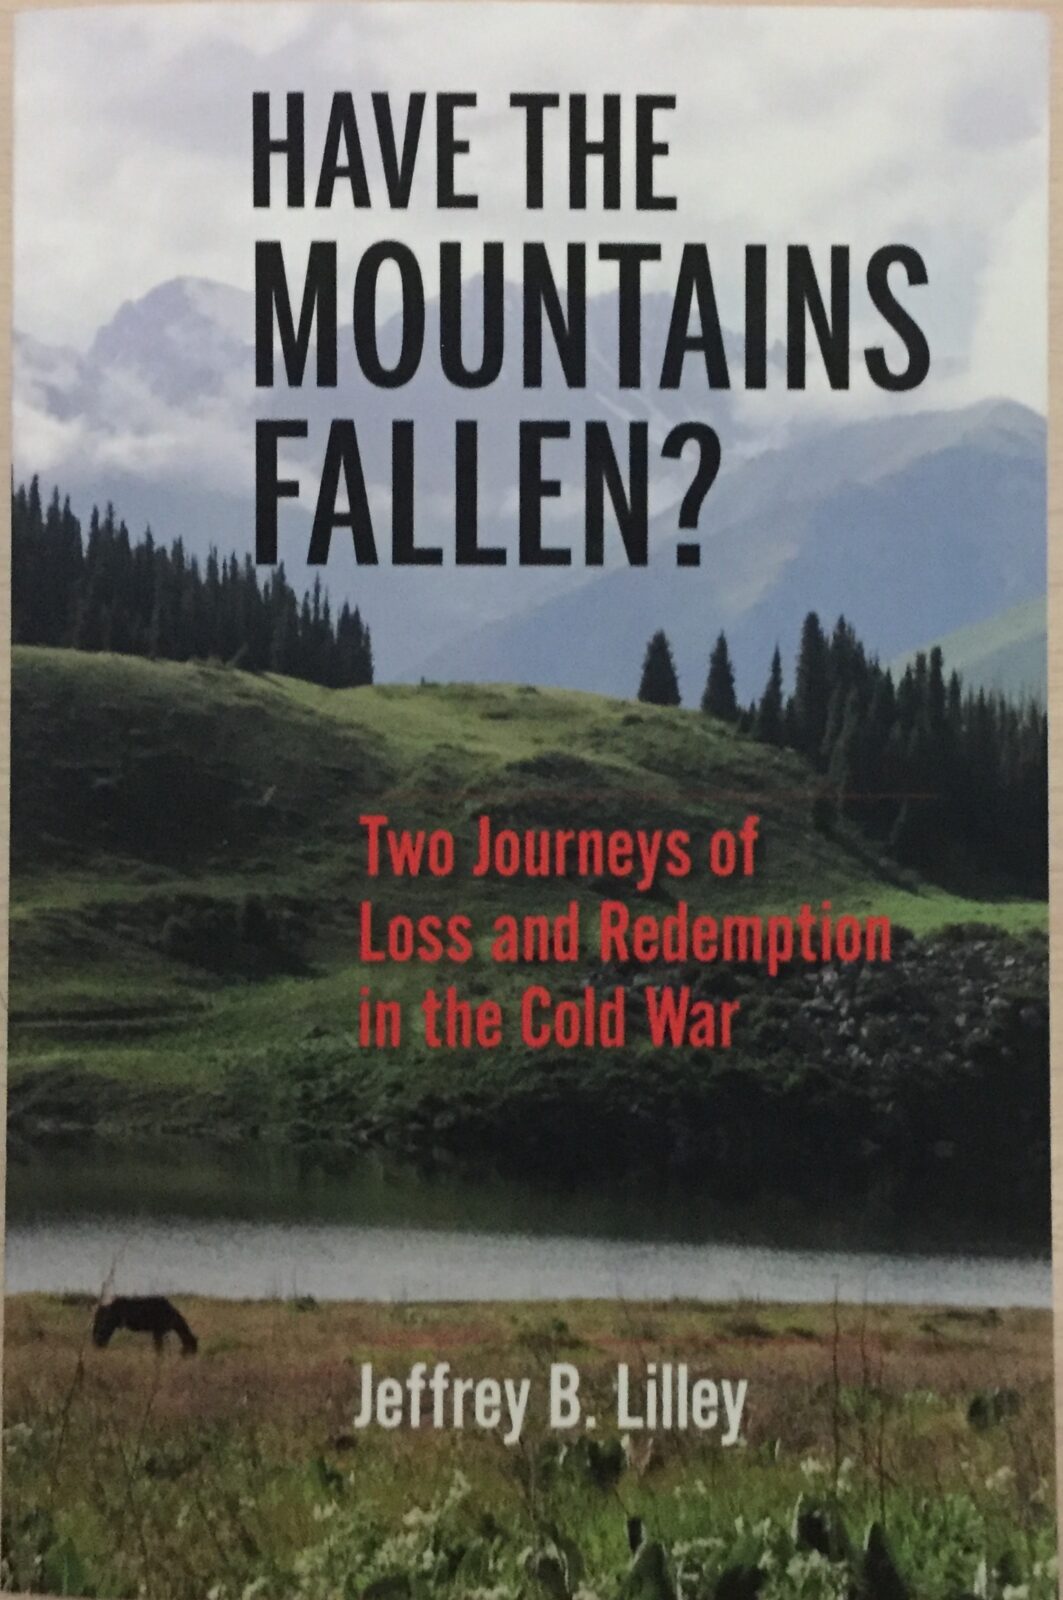 HAVE THE
MOUNTAINS
FALLEN?
Two Journeys of
Loss and Redemption
in the Cold War
Jeffrey B. Lilley